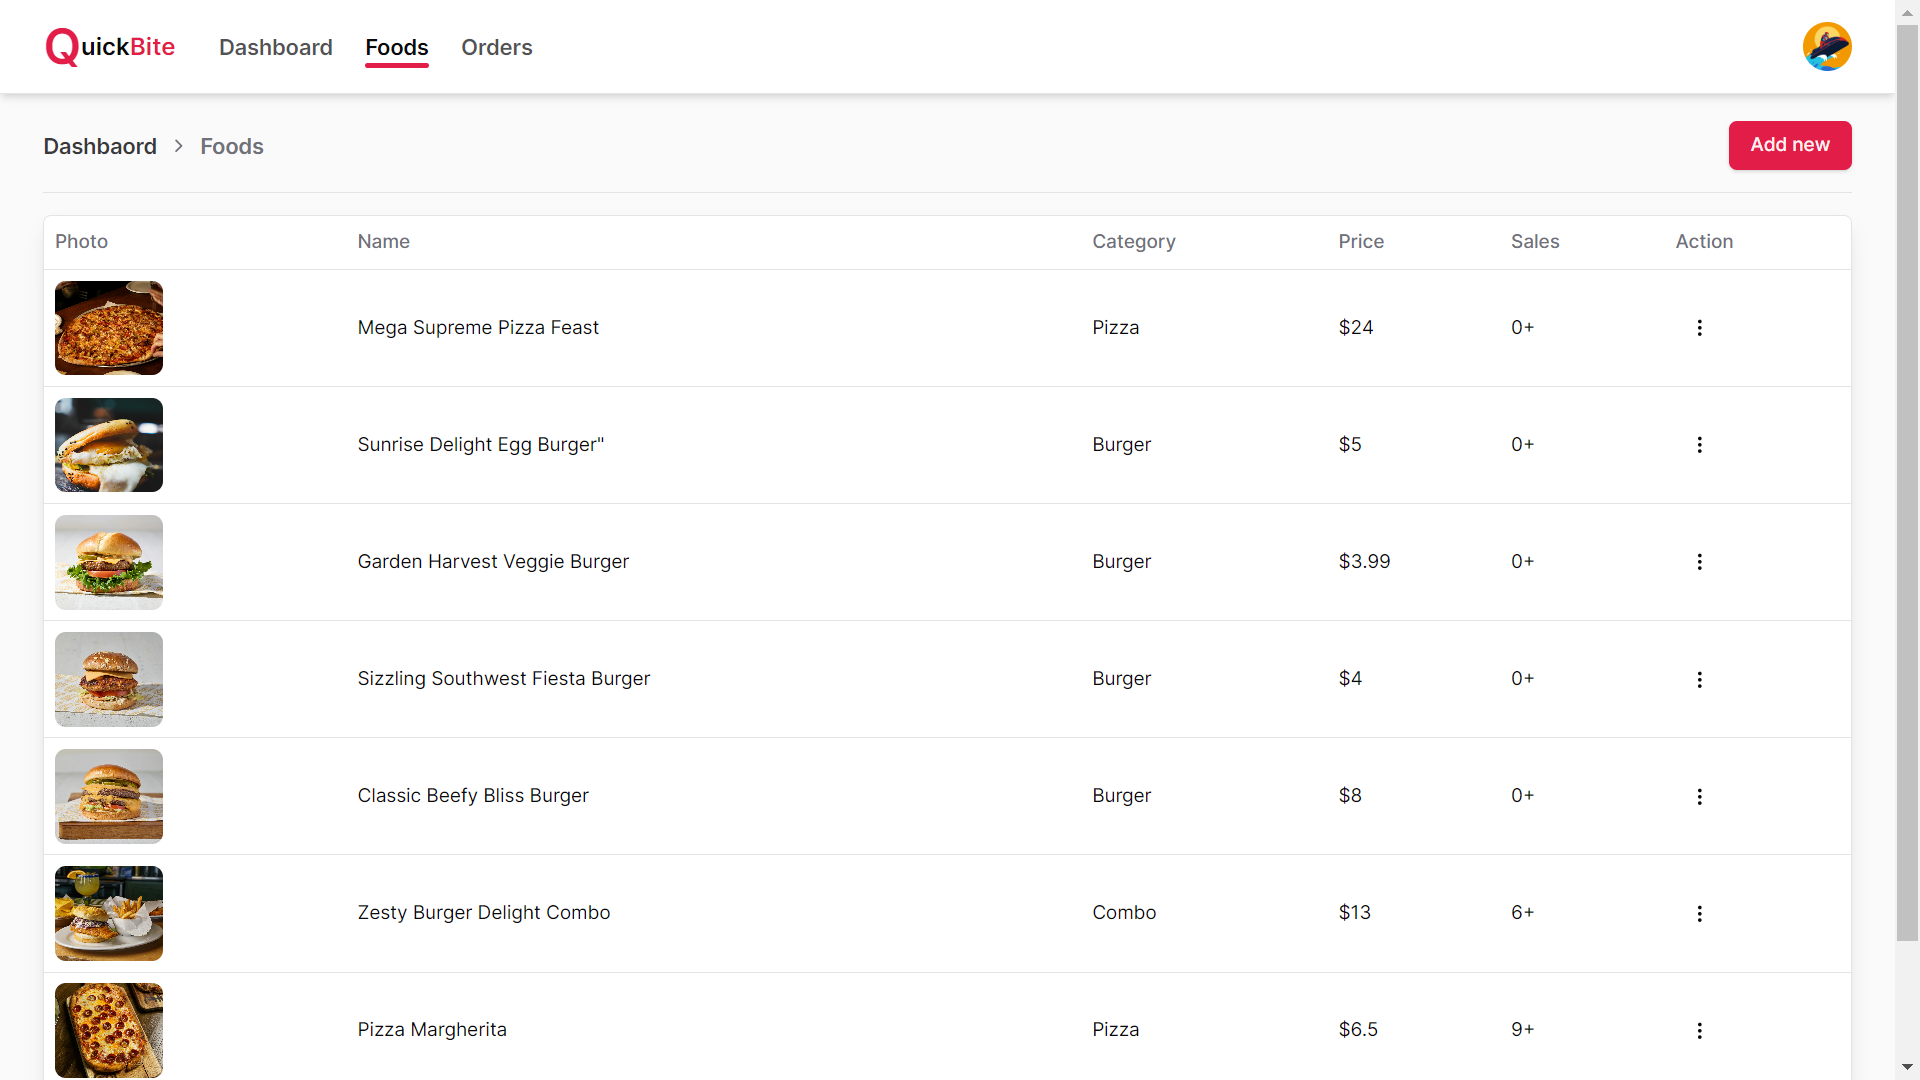 QuickBite Dashboard Foods Orders
Dashbaord > Foods Add new
Photo Name Category Price Sales Action
Mega Supreme Pizza Feast Pizza $24 0+
Sunrise Delight Egg Burger" Burger $5 0+
Garden Harvest Veggie Burger Burger $3.99 0+
Sizzling Southwest Fiesta Burger Burger $4 0+
Classic Beefy Bliss Burger Burger $8 0+
Zesty Burger Delight Combo Combo $13 6+
Pizza Margherita Pizza $6.5 9+